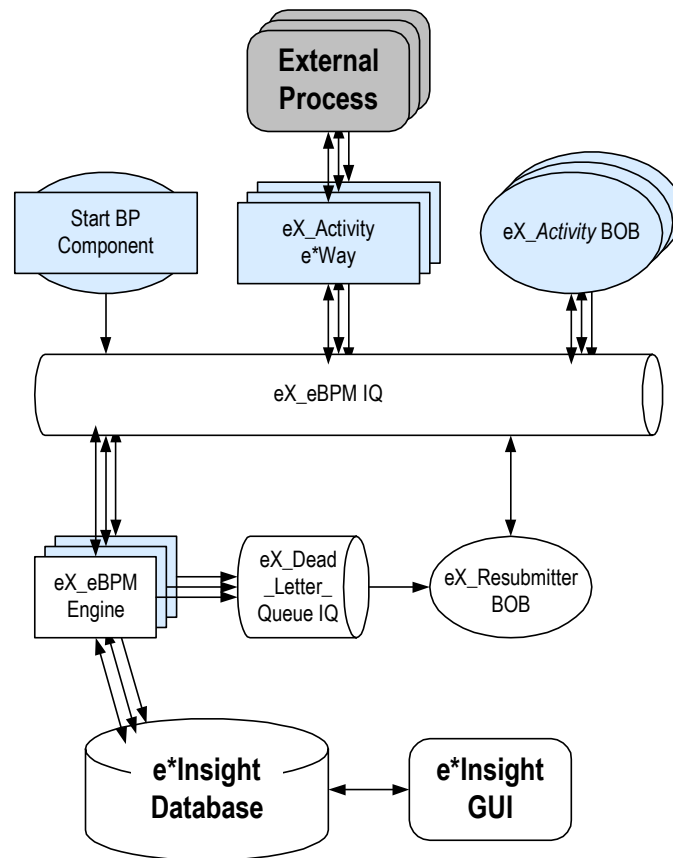 External
Process
Start BP
Component
eX_Activity
e*Way
eX_Activity BOB
eX_eBPM IQ
eX_eBPM
Engine
eX_Dead
_Letter_
Queue IQ
eX_Resubmitter
BOB
e*Insight
Database
e*Insight
GUI